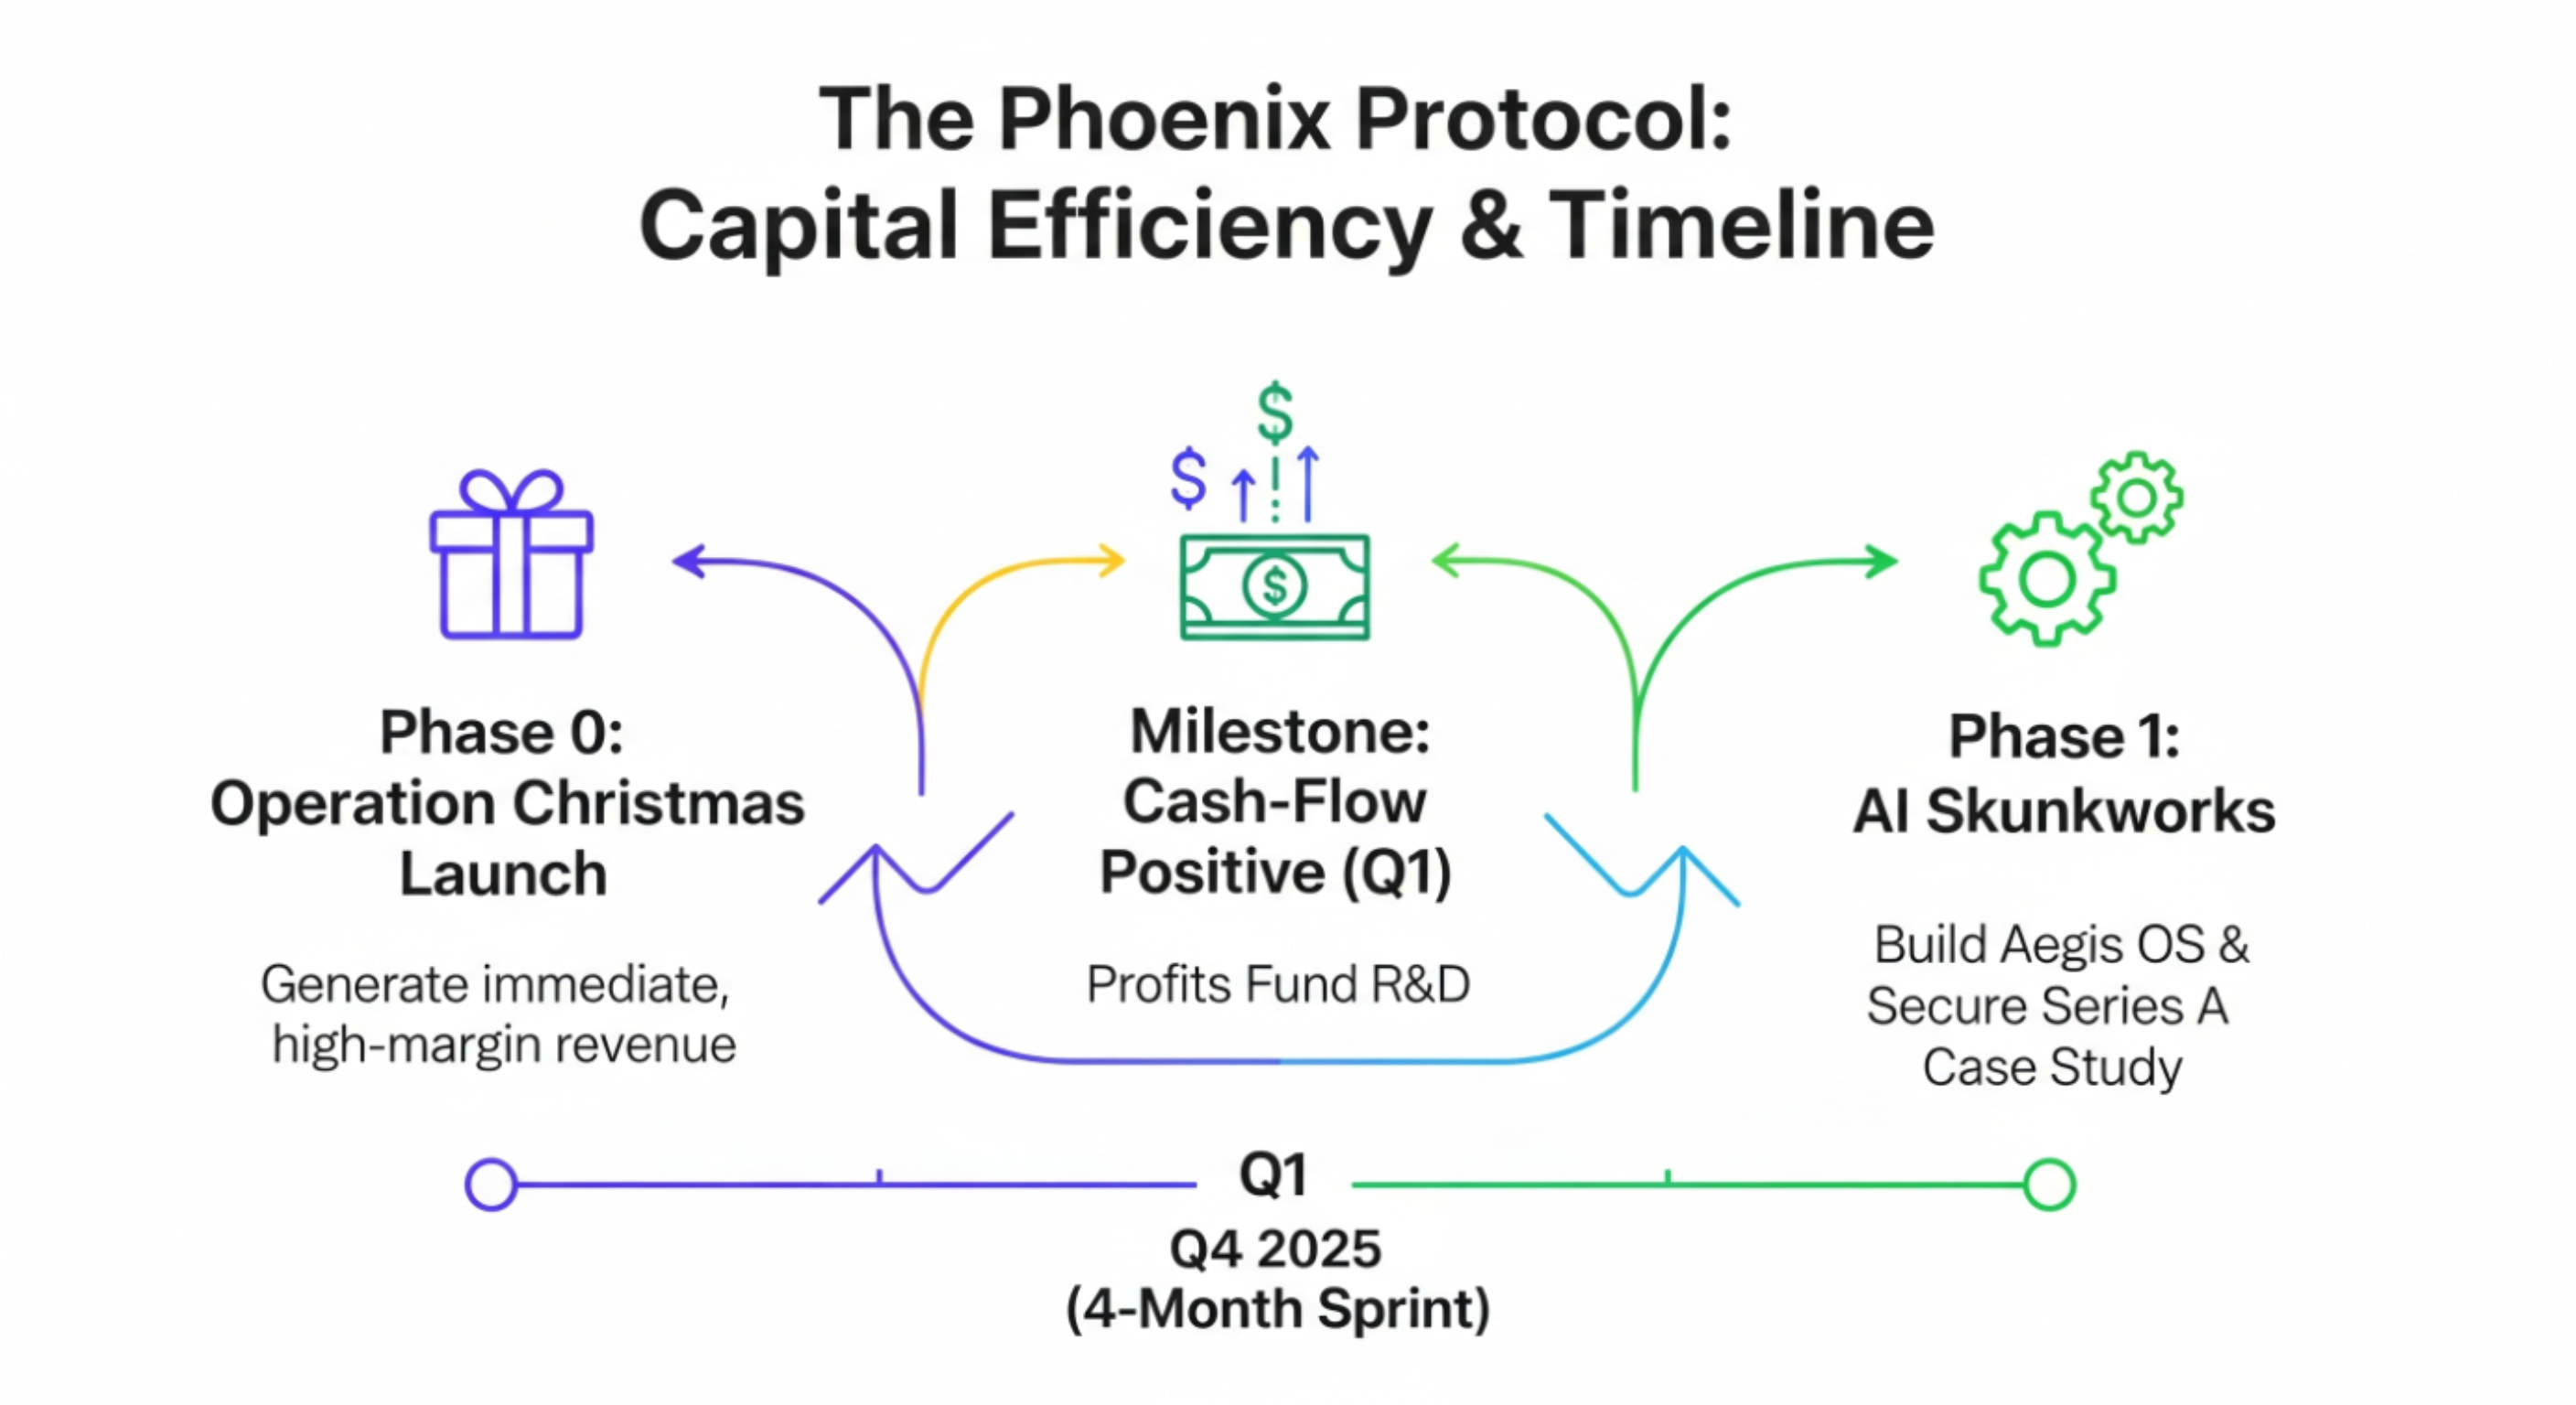 The Phoenix Protocol:
Capital Efficiency & Timeline
$
$
$
Phase 0:
Operation Christmas
Launch
Generate immediate,
high-margin revenue
Milestone:
Cash-Flow
Positive (Q1)
Profits Fund R&D
Phase 1:
AI Skunkworks
Build Aegis OS &
Secure Series A
Case Study
Q1
Q4 2025
(4-Month Sprint)